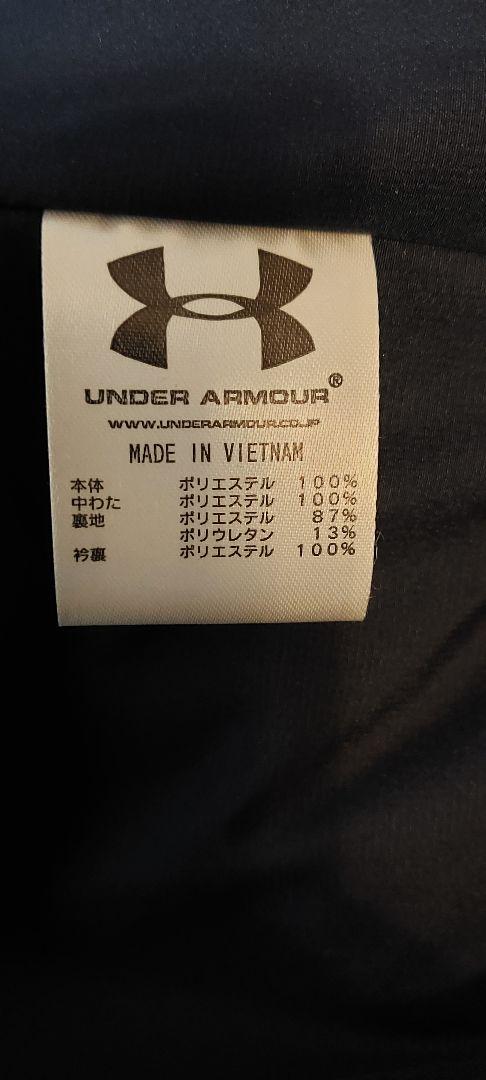 UNDER ARMOUR®
WWW.UNDERARMOUR.CO.JP
MADE IN VIETNAM
本体 ポリエステル 100%
中わた ポリエステル 100%
裏地 ポリエステル 87%
ポリウレタン 13%
衿裏 ポリエステル 100%